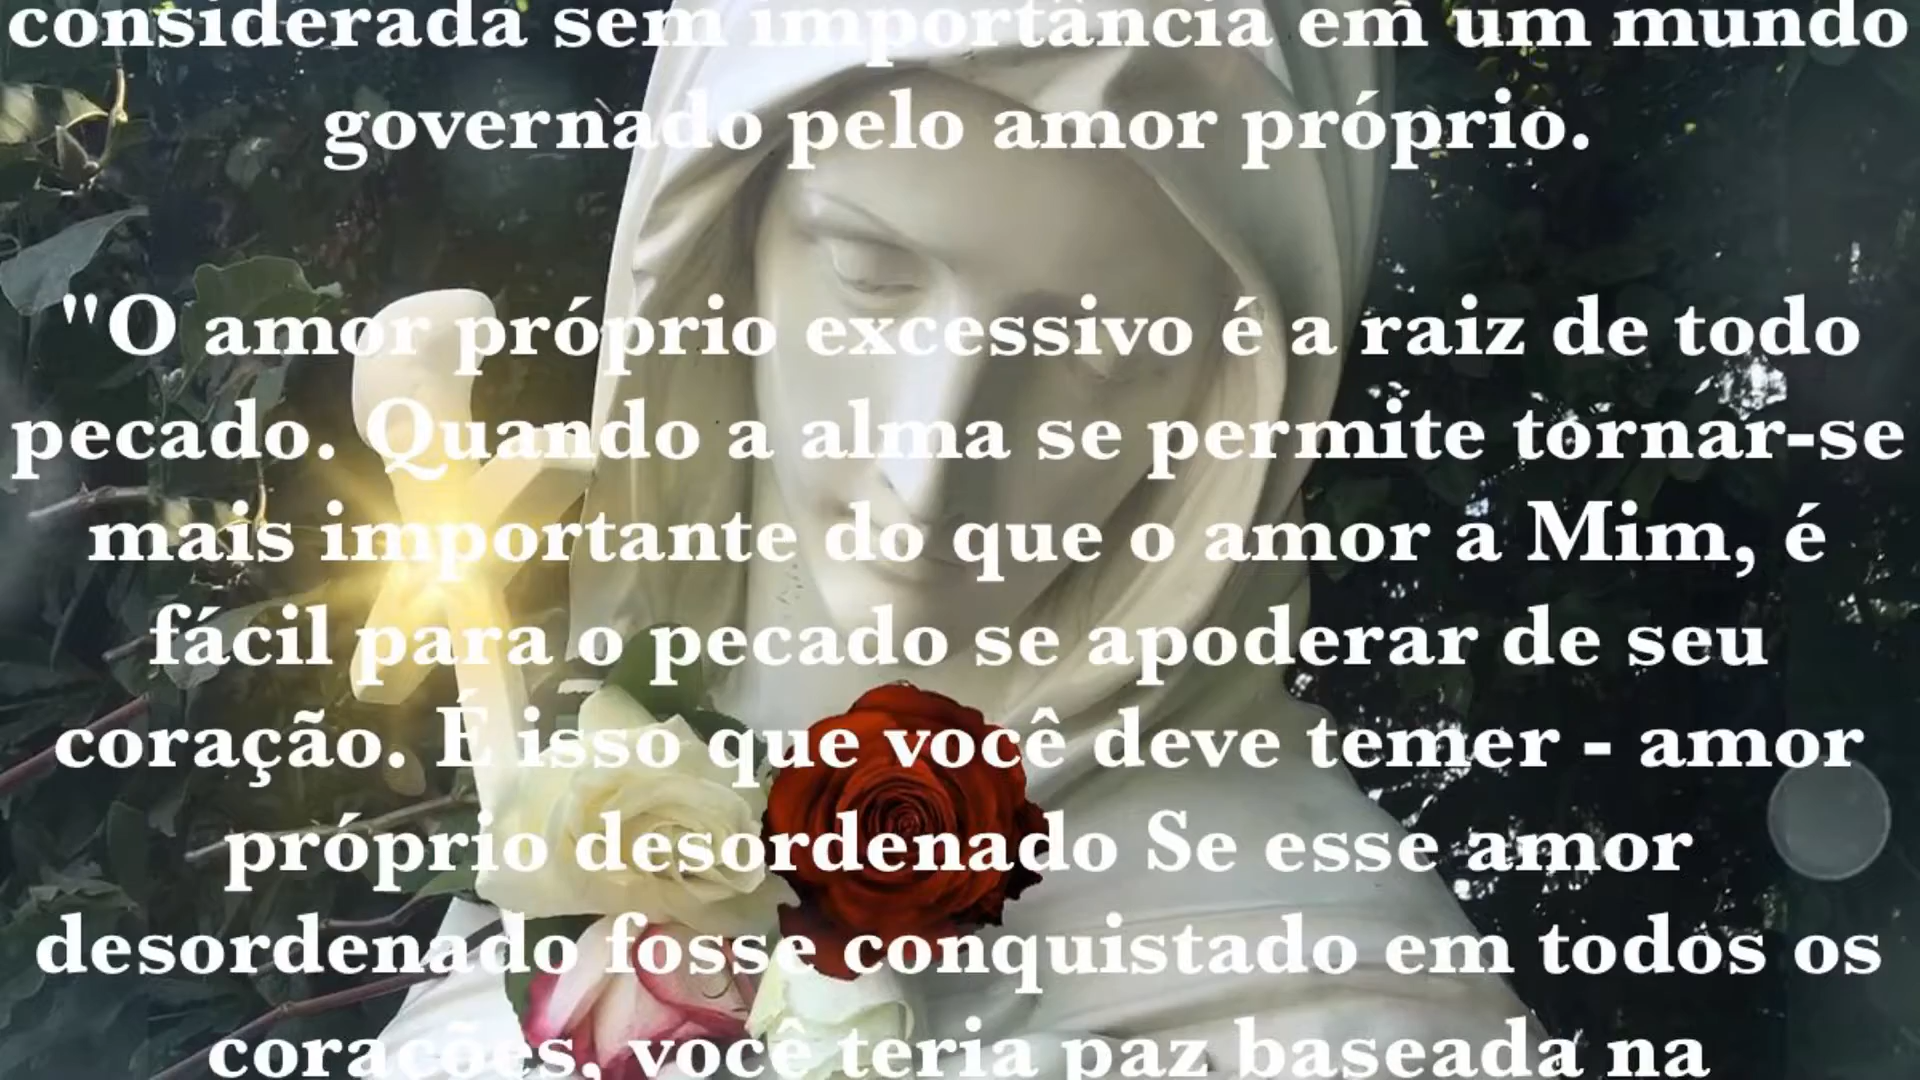 considerada sem importância em um mundo
governado pelo amor próprio.
"O amor próprio excessivo é a raiz de todo
pecado. Quando a alma se permite tornar-se
mais importante do que o amor a Mim, é
fácil para o pecado se apoderar de seu
coração. É isso que você deve temer - amor
próprio desordenado Se esse amor
desordenado fosse conquistado em todos os
corações, você teria paz baseada na